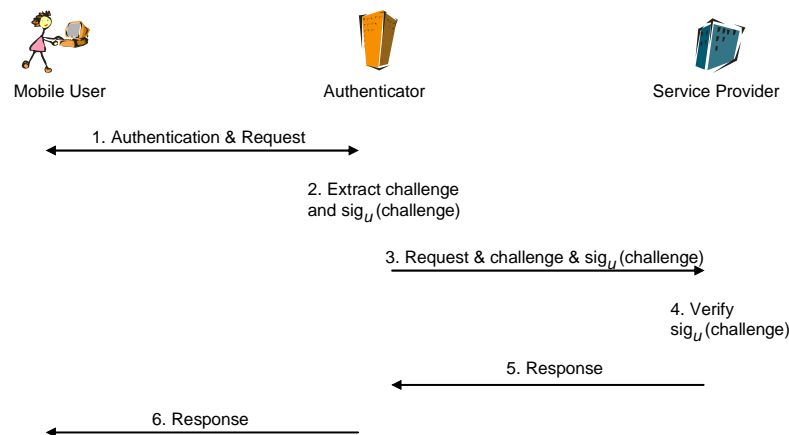 Mobile User
Authenticator
Service Provider
1. Authentication & Request
2. Extract challenge
and sigu(challenge)
3. Request & challenge & sigu(challenge)
4. Verify
sigu(challenge)
5. Response
6. Response